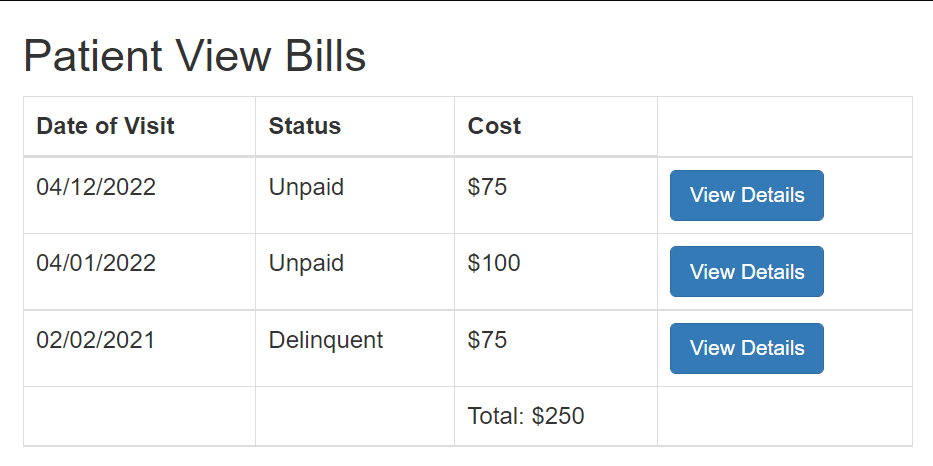 Patient View Bills
Date of Visit Status Cost
04/12/2022 Unpaid $75 View Details
04/01/2022 Unpaid $100 View Details
02/02/2021 Delinquent $75 View Details
Total: $250